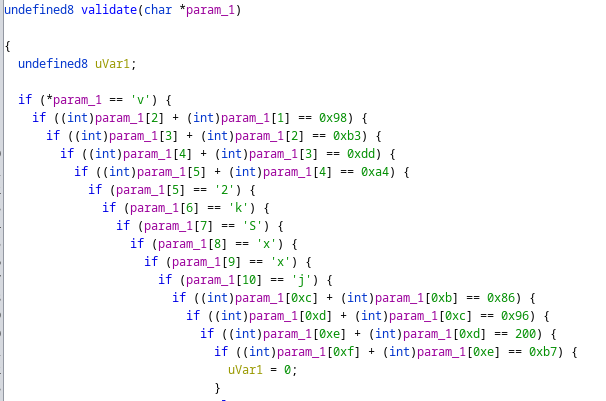 undefined8 validate(char *param_1)
{
undefined8 uVar1;
if (*param_1 == 'v') {
if ((int)param_1[2] + (int)param_1[1] == 0x98) {
if ((int)param_1[3] + (int)param_1[2] == 0xb3) {
if ((int)param_1[4] + (int)param_1[3] == 0xdd) {
if ((int)param_1[5] + (int)param_1[4] == 0xa4) {
if (param_1[5] == '2') {
if (param_1[6] == 'k') {
if (param_1[7] == 'S') {
if (param_1[8] == 'x') {
if (param_1[9] == 'x') {
if (param_1[10] == 'j') {
if ((int)param_1[0xc] + (int)param_1[0xb] == 0x86) {
if ((int)param_1[0xd] + (int)param_1[0xc] == 0x96) {
if ((int)param_1[0xe] + (int)param_1[0xd] == 200) {
if ((int)param_1[0xf] + (int)param_1[0xe] == 0xb7) {
uVar1 = 0;
}